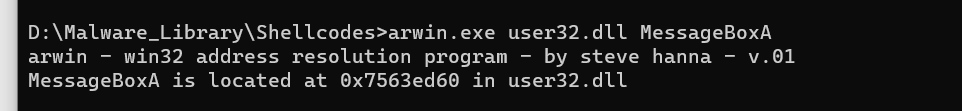 D:\Malware_Library\Shellcodes>arwin.exe user32.dll MessageBoxA
arwin - win32 address resolution program - by steve hanna - v.01
MessageBoxA is located at 0x7563ed60 in user32.dll